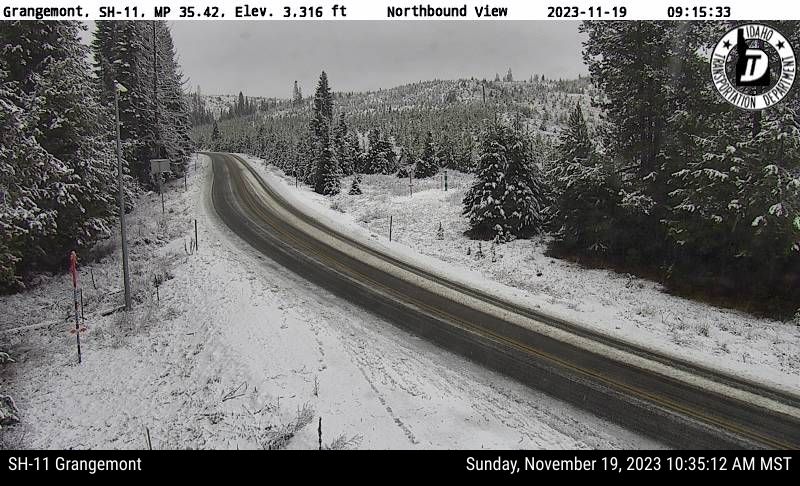 Grangemont, SH-11, MP 35.42, Elev. 3,316 ft Northbound View 2023-11-19 09:15:33
IDAHO
TRANSPORTATION DEPARTMENT
SH-11 Grangemont Sunday, November 19, 2023 10:35:12 AM MST